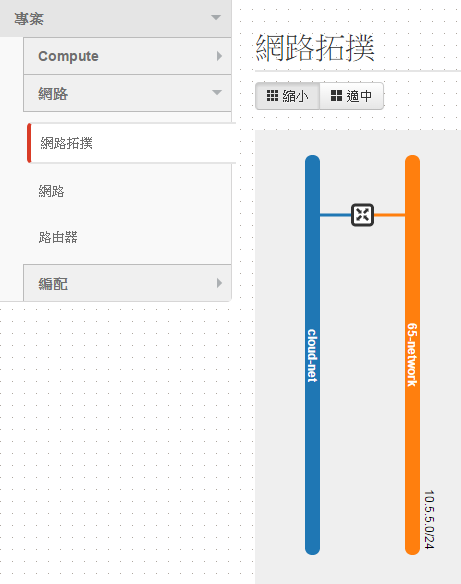 專案
Compute
網路
網路拓撲
網路
路由器
編配
網路拓撲
縮小
適中
cloud-net
65-network
10.5.5.0/24